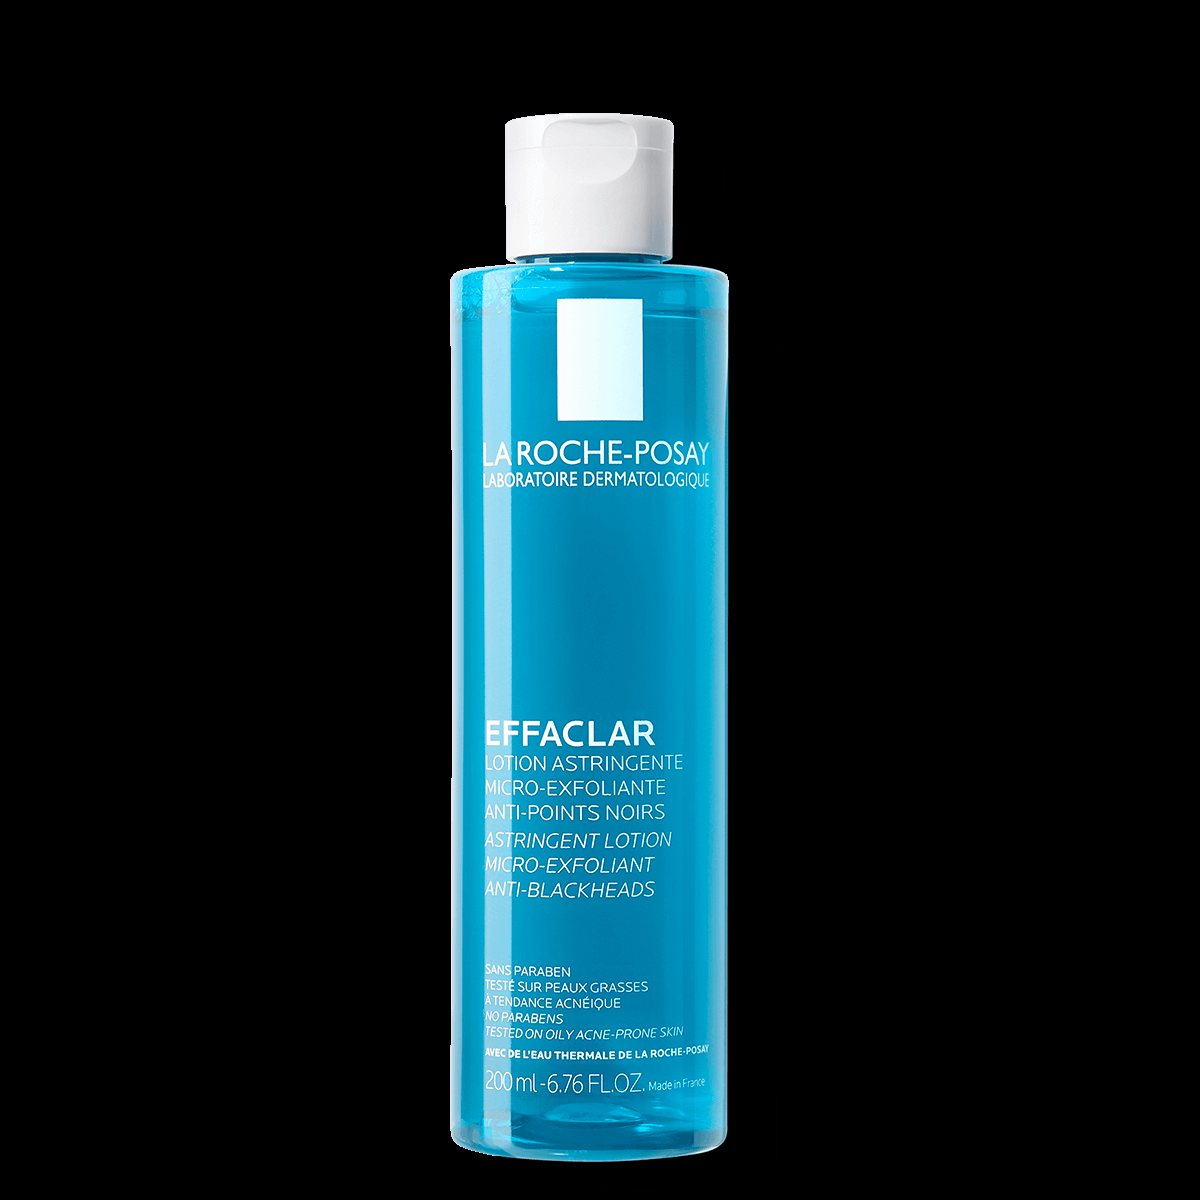 LA ROCHE-POSAY
LABORATOIRE DERMATOLOGIQUE
EFFACLAR
LOTION ASTRINGENTE
MICRO-EXFOLIANTE
ANTI-POINTS NOIRS
ASTRINGENT LOTION
MICRO-EXFOLIANT
ANTI-BLACKHEADS
SANS PARABEN
TESTÉ SUR PEAUX GRASSES
À TENDANCE ACNÉIQUE
NO PARABENS
TESTED ON OILY ACNE-PRONE SKIN
AVEC DE L'EAU THERMALE DE LA ROCHE-POSAY
200 ml - 6.76 FL.OZ. Made in France